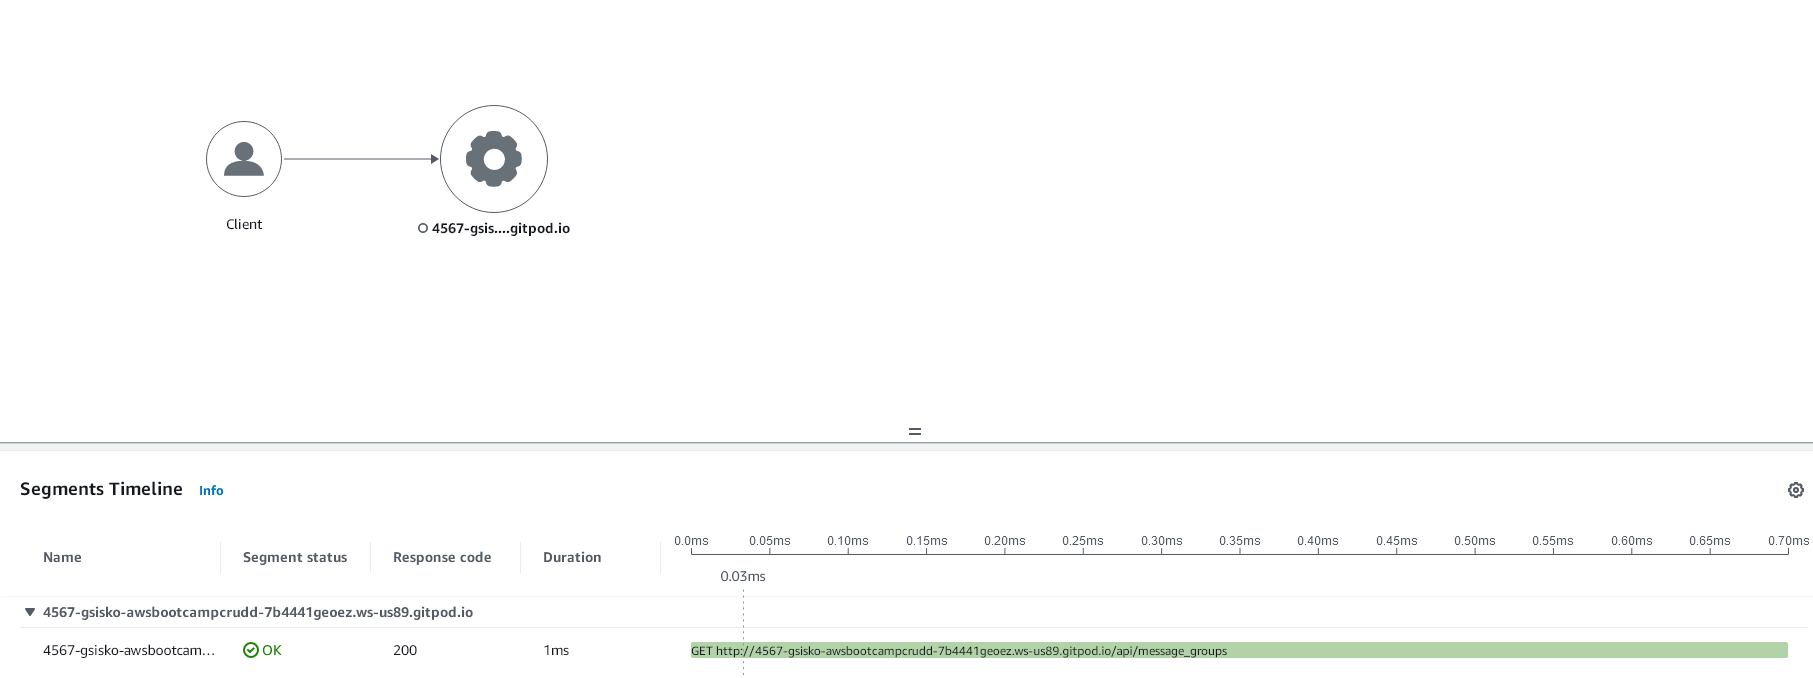 Client
4567-gsis....gitpod.io
Segments Timeline Info
Name Segment status Response code Duration 0.0ms 0.05ms 0.10ms 0.15ms 0.20ms 0.25ms 0.30ms 0.35ms 0.40ms 0.45ms 0.50ms 0.55ms 0.60ms 0.65ms 0.70ms
0.03ms
4567-gsisko-awsbootcampcrudd-7b4441geoez.ws-us89.gitpod.io
4567-gsisko-awsbootcam... OK 200 1ms GET http://4567-gsisko-awsbootcampcrudd-7b4441geoez.ws-us89.gitpod.io/api/message_groups